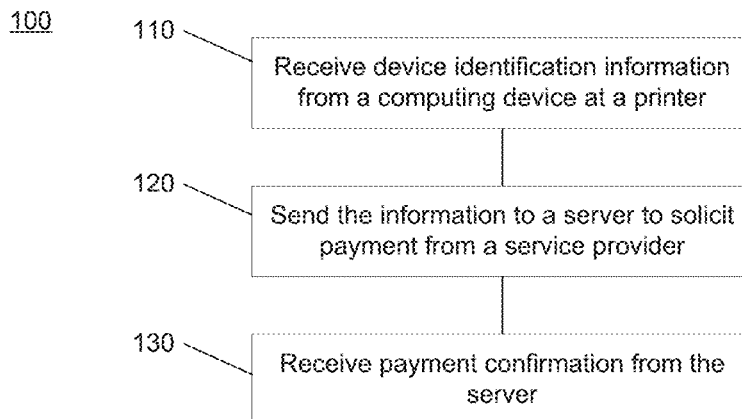 100
110
Receive device identification information
from a computing device at a printer
120
Send the information to a server to solicit
payment from a service provider
130
Receive payment confirmation from the
server